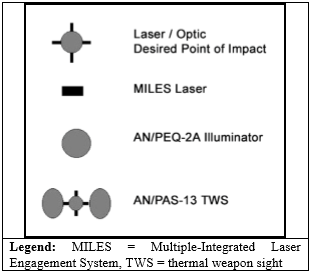 Laser / Optic
Desired Point of Impact
MILES Laser
AN/PEQ-2A Illuminator
AN/PAS-13 TWS
Legend: MILES = Multiple-Integrated Laser
Engagement System, TWS = thermal weapon sight